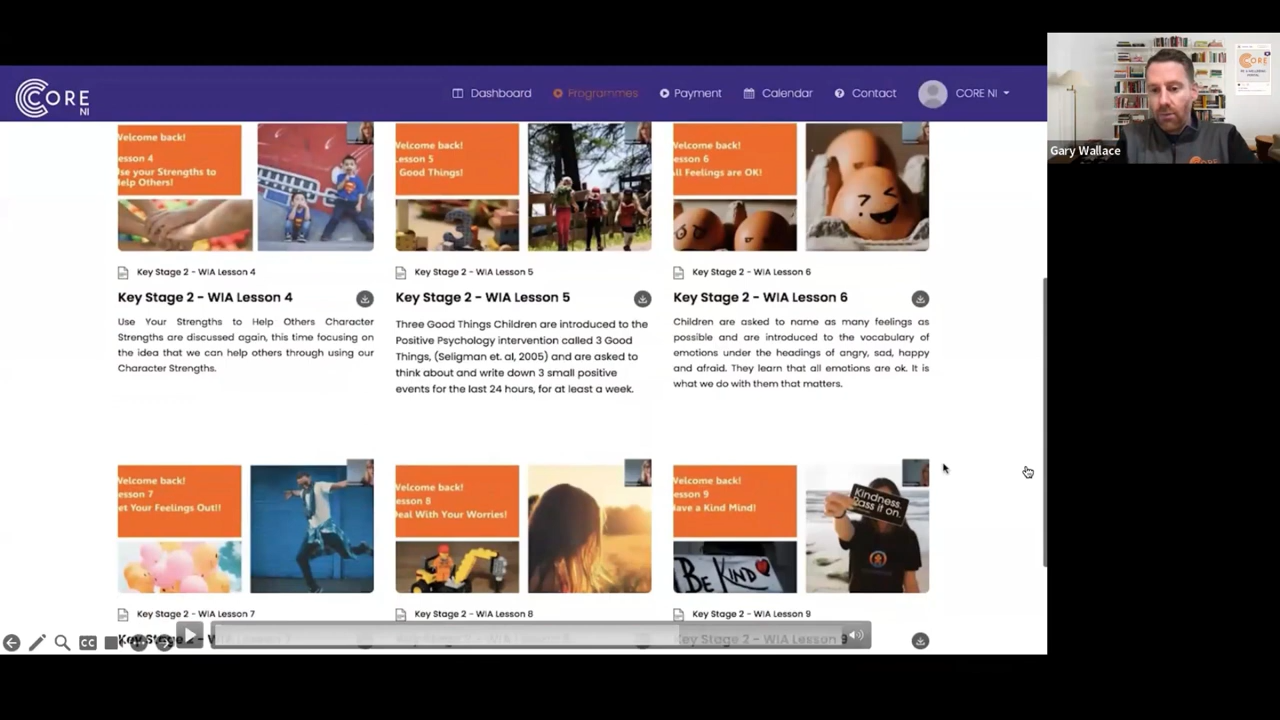 CORE
NI
Dashboard
Programmes
Payment
Calendar
Contact
CORE NI
CORE
Gary Wallace
Welcome back!
esson 4
se your Strengths to
elp Others!
Welcome back!
esson 5
Good Things!
Welcome back!
esson 6
ll Feelings are OK!
Key Stage 2 - WIA Lesson 4
Key Stage 2 - WIA Lesson 5
Key Stage 2 - WIA Lesson 6
Key Stage 2 - WIA Lesson 4
Key Stage 2 - WIA Lesson 5
Key Stage 2 - WIA Lesson 6
Use Your Strengths to Help Others Character
Strengths are discussed again, this time focusing on
the idea that we can help others through using our
Character Strengths.
Three Good Things Children are introduced to the
Positive Psychology intervention called 3 Good
Things, (Seligman et. al, 2005) and are asked to
think about and write down 3 small positive
events for the last 24 hours, for at least a week.
Children are asked to name as many feelings as
possible and are introduced to the vocabulary of
emotions under the headings of angry, sad, happy
and afraid. They learn that all emotions are ok. It is
what we do with them that matters.
Welcome back!
esson 7
et Your Feelings Out!!
Welcome back!
esson 8
eal With Your Worries!
Welcome back!
esson 9
ave a Kind Mind!
Kindness.
Pass it on.
BE KIND
Key Stage 2 - WIA Lesson 7
Key Stage 2 - WIA Lesson 8
Key Stage 2 - WIA Lesson 9
CC